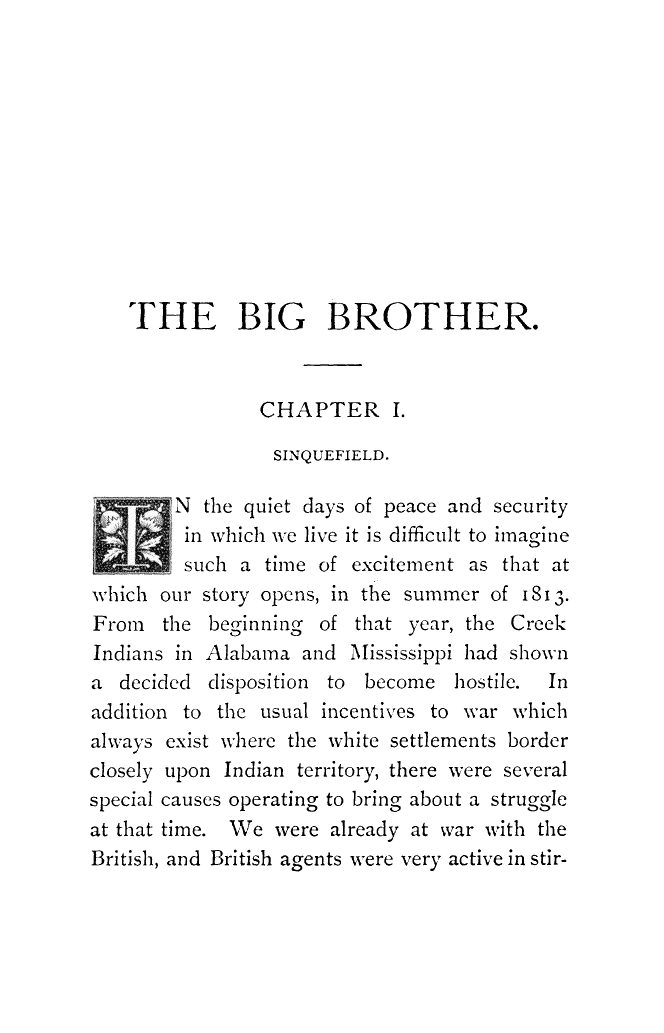 THE BIG BROTHER.
CHAPTER I.
SINQUEFIELD.
IN the quiet days of peace and security
in which we live it is difficult to imagine
such a time of excitement as that at
which our story opens, in the summer of 1813.
From the beginning of that year, the Creek
Indians in Alabama and Mississippi had shown
a decided disposition to become hostile. In
addition to the usual incentives to war which
always exist where the white settlements border
closely upon Indian territory, there were several
special causes operating to bring about a struggle
at that time. We were already at war with the
British, and British agents were very active in stir-